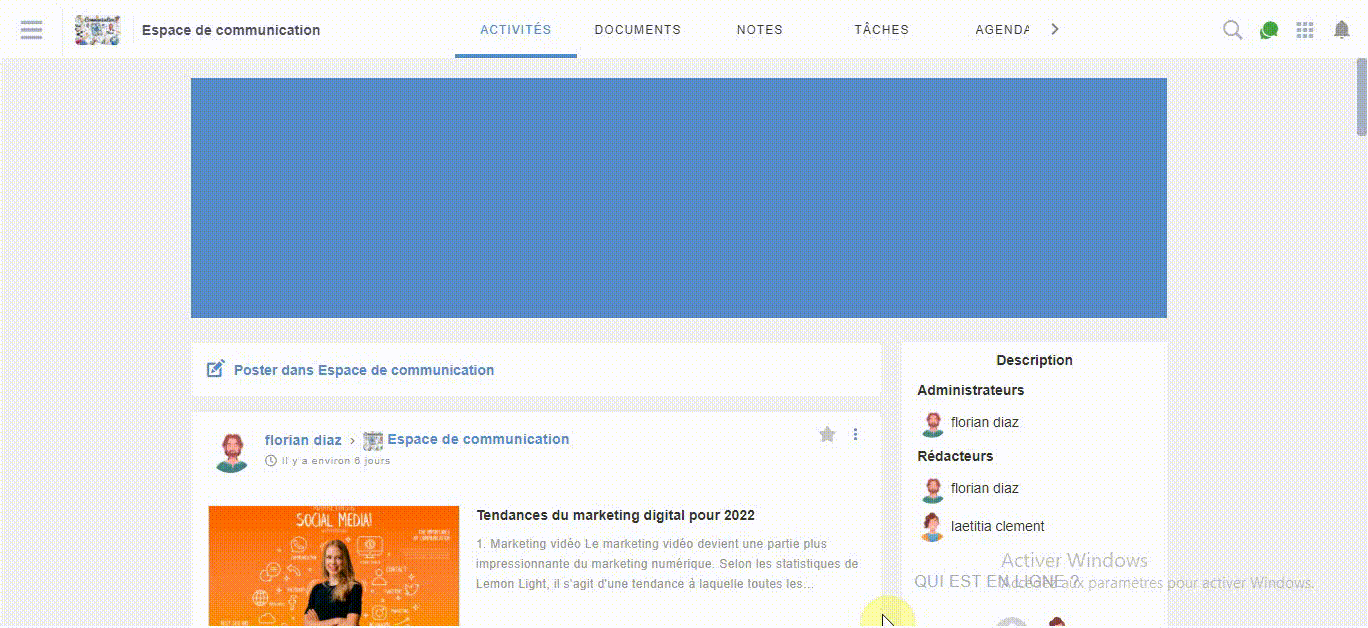 Espace de communication
ACTIVITÉS DOCUMENTS NOTES TÂCHES AGENDA
Poster dans Espace de communication
florian diaz › Espace de communication
Il y a environ 6 jours
SOCIAL MEDIA!
Tendances du marketing digital pour 2022
1. Marketing vidéo Le marketing vidéo devient une partie plus
impressionnante du marketing numérique. Selon les statistiques de
Lemon Light, il s'agit d'une tendance à laquelle toutes les...
Description
Administrateurs
florian diaz
Rédacteurs
florian diaz
laetitia clement
Activer Windows
QUI EST EN LIGNE ?
Accédez aux paramètres pour activer Windows.